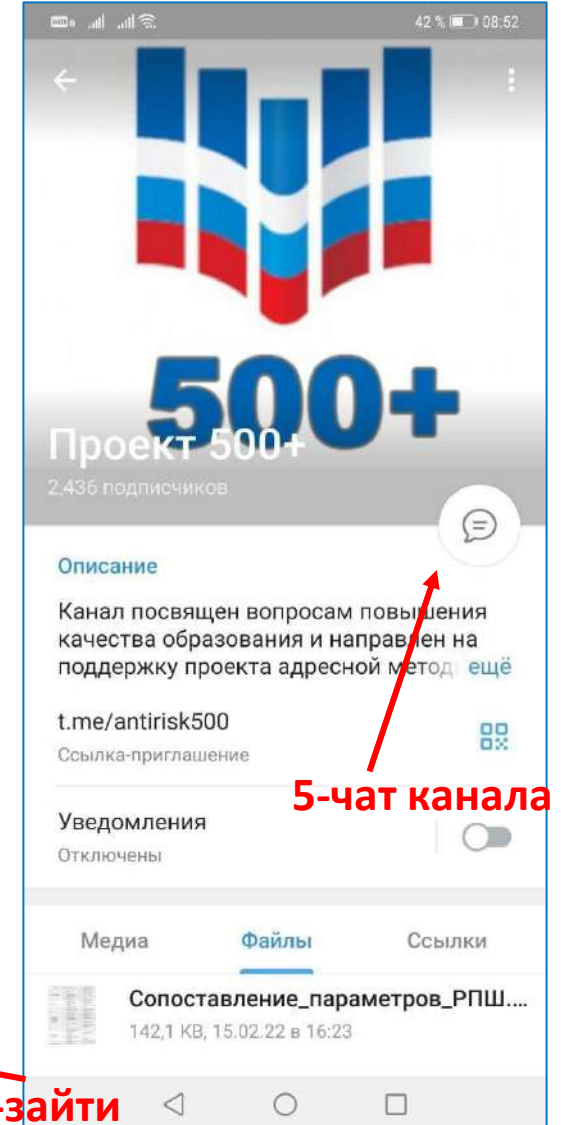 42 % 08:52
500+
Проект 500+
2,436 подписчиков
Описание
Канал посвящен вопросам повышения
качества образования и направлен на
поддержку проекта адресной метод ещё
t.me/antirisk500
Ссылка-приглашение
5-чат канала
Уведомления
Отключены
Медиа Файлы Ссылки
Сопоставление_параметров_РПШ....
142,1 KB, 15.02.22 в 16:23
-зайти